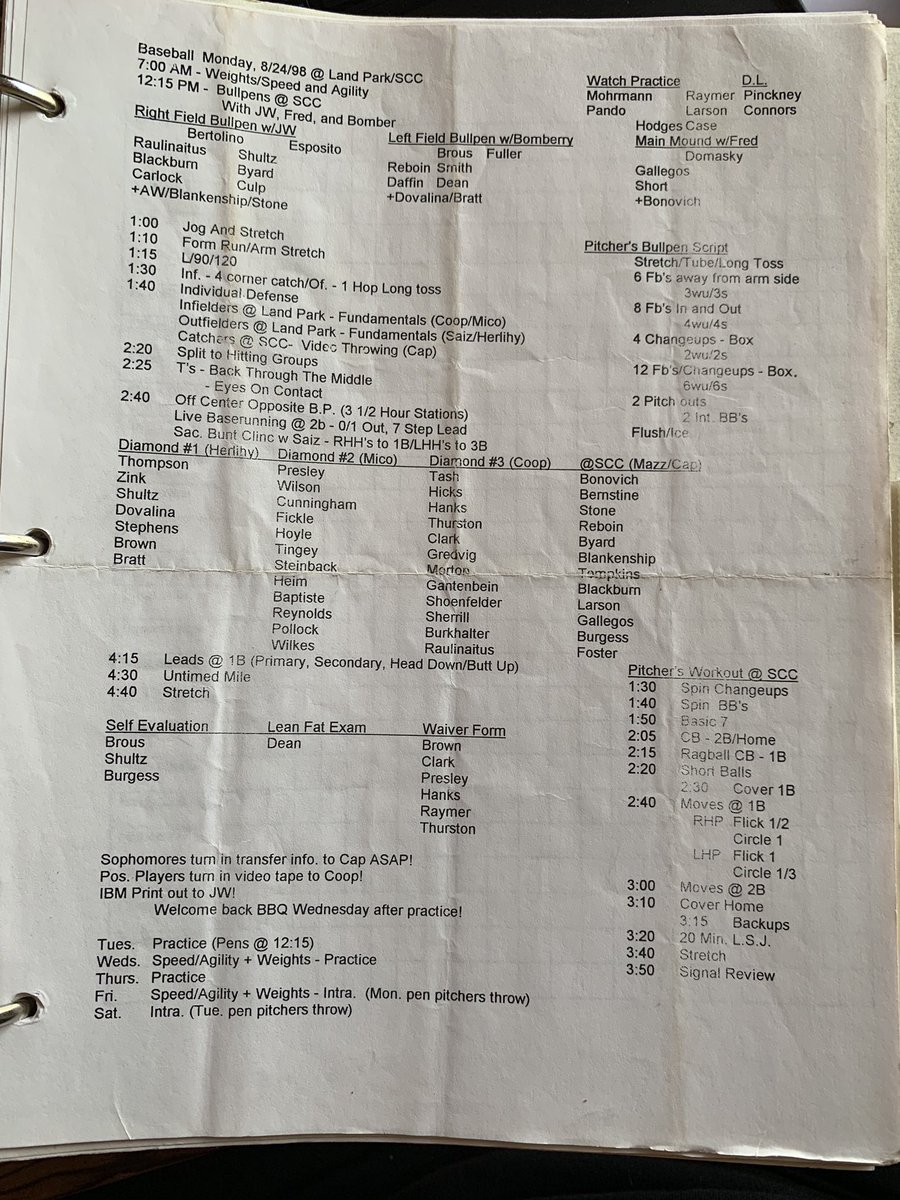 Baseball Monday, 8/24/98 @ Land Park/SCC
7:00 AM - Weights/Speed and Agility
12:15 PM - Bullpens @ SCC
With JW, Fred, and Bomber
Right Field Bullpen w/JW
Bertolino Esposito
Raulinaitus Shultz
Blackburn Byard
Carlock Culp
+AW/Blankenship/Stone
Left Field Bullpen w/Bomberry
Brous Fuller
Reboin Smith
Daffin Dean
+Dovalina/Bratt
Watch Practice D.L.
Mohrmann Raymer Pinckney
Pando Larson Connors
Hodges Case
Main Mound w/Fred
Domasky
Gallegos
Short
+Bonovich
1:00 Jog And Stretch
1:10 Form Run/Arm Stretch
1:15 L/90/120
1:30 Inf. - 4 corner catch/Of. - 1 Hop Long toss
1:40 Individual Defense
Infielders @ Land Park - Fundamentals (Coop/Mico)
Outfielders @ Land Park - Fundamentals (Saiz/Herlihy)
Catchers @ SCC- Video Throwing (Cap)
2:20 Split to Hitting Groups
2:25 T's - Back Through The Middle
- Eyes On Contact
2:40 Off Center Opposite B.P. (3 1/2 Hour Stations)
Live Baserunning @ 2b - 0/1 Out, 7 Step Lead
Sac. Bunt Clinc w Saiz - RHH's to 1B/LHH's to 3B
Pitcher's Bullpen Script
Stretch/Tube/Long Toss
6 Fb's away from arm side
3wu/3s
8 Fb's In and Out
4wu/4s
4 Changeups - Box
2wu/2s
12 Fb's/Changeups - Box.
6wu/6s
2 Pitch outs
2 Int. BB's
Flush/Ice
Diamond #1 (Herlihy)
Thompson
Zink
Shultz
Dovalina
Stephens
Brown
Bratt
Diamond #2 (Mico)
Presley
Wilson
Cunningham
Fickle
Hoyle
Tingey
Steinback
Heim
Baptiste
Reynolds
Pollock
Wilkes
Diamond #3 (Coop)
Tash
Hicks
Hanks
Thurston
Clark
Gredvig
Morton
Gantenbein
Shoenfelder
Sherrill
Burkhalter
Raulinaitus
@SCC (Mazz/Cap)
Bonovich
Bernstine
Stone
Reboin
Byard
Blankenship
Tompkins
Blackburn
Larson
Gallegos
Burgess
Foster
4:15 Leads @ 1B (Primary, Secondary, Head Down/Butt Up)
4:30 Untimed Mile
4:40 Stretch
Self Evaluation
Brous
Shultz
Burgess
Lean Fat Exam
Dean
Waiver Form
Brown
Clark
Presley
Hanks
Raymer
Thurston
Pitcher's Workout @ SCC
1:30 Spin Changeups
1:40 Spin BB's
1:50 Basic 7
2:05 CB - 2B/Home
2:15 Ragball CB - 1B
2:20 Short Balls
2:30 Cover 1B
2:40 Moves @ 1B
RHP Flick 1/2
Circle 1
LHP Flick 1
Circle 1/3
3:00 Moves @ 2B
3:10 Cover Home
3:15 Backups
3:20 20 Min. L.S.J.
3:40 Stretch
3:50 Signal Review
Sophomores turn in transfer info. to Cap ASAP!
Pos. Players turn in video tape to Coop!
IBM Print out to JW!
Welcome back BBQ Wednesday after practice!
Tues. Practice (Pens @ 12:15)
Weds. Speed/Agility + Weights - Practice
Thurs. Practice
Fri. Speed/Agility + Weights - Intra. (Mon. pen pitchers throw)
Sat. Intra. (Tue. pen pitchers throw)